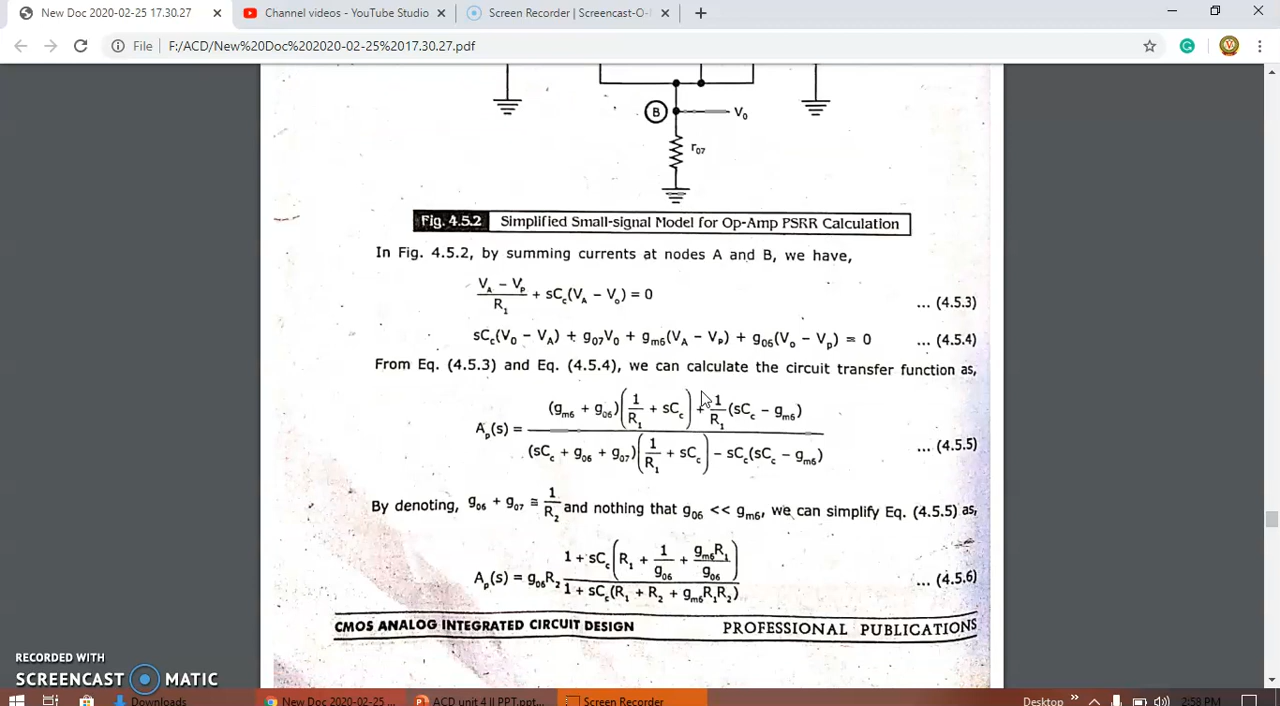 New Doc 2020-02-25 17.30.27 Channel videos - YouTube Studio Screen Recorder | Screencast-O-
File F:/ACD/New%20Doc%202020-02-25%2017.30.27.pdf
B V₀
r₀₇
Fig. 4.5.2 Simplified Small-signal Model for Op-Amp PSRR Calculation
In Fig. 4.5.2, by summing currents at nodes A and B, we have,
(V_A – V_P)/R₁ + sC_c(V_A – V₀) = 0 ... (4.5.3)
sC_c(V₀ – V_A) + g₀₇V₀ + g_m6(V_A – V_P) + g₀₆(V₀ – V_p) = 0 ... (4.5.4)
From Eq. (4.5.3) and Eq. (4.5.4), we can calculate the circuit transfer function as,
A_p(s) = [(g_m6 + g₀₆)(1/R₁ + sC_c) + 1/R₁(sC_c – g_m6)] / [(sC_c + g₀₆ + g₀₇)(1/R₁ + sC_c) – sC_c(sC_c – g_m6)] ... (4.5.5)
By denoting, g₀₆ + g₀₇ ≅ 1/R₂ and nothing that g₀₆ << g_m6, we can simplify Eq. (4.5.5) as,
A_p(s) = g₀₆R₂ [1 + sC_c(R₁ + 1/g₀₆ + g_m6R₁/g₀₆)] / [1 + sC_c(R₁ + R₂ + g_m6R₁R₂)] ... (4.5.6)
CMOS ANALOG INTEGRATED CIRCUIT DESIGN PROFESSIONAL PUBLICATIONS
RECORDED WITH
SCREENCAST MATIC
Downloads New Doc 2020-02-25 ... ACD unit 4 II PPT.ppt... Screen Recorder Desktop 2:58 PM